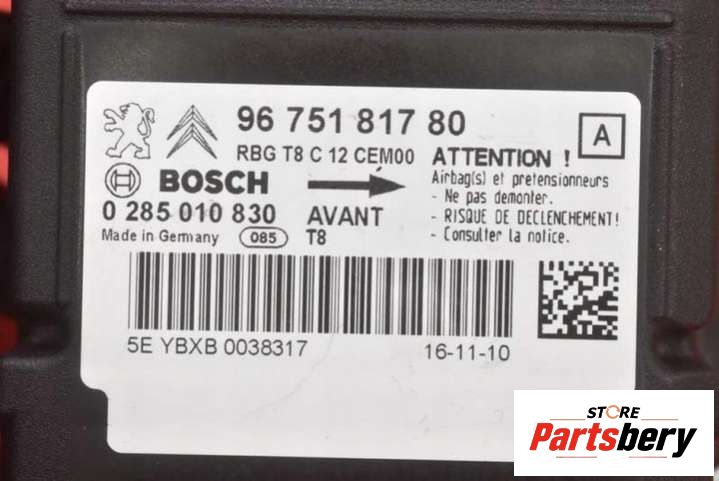 96 751 817 80
A
RBG T8 C 12 CEM00
ATTENTION !
BOSCH
Airbag(s) et pretensionneurs
- Ne pas demonter.
- RISQUE DE DECLENCHEMENT!
- Consulter la notice.
0 285 010 830
AVANT
Made in Germany
085
T8
5E YBXB 0038317
16-11-10
STORE
Partsbery